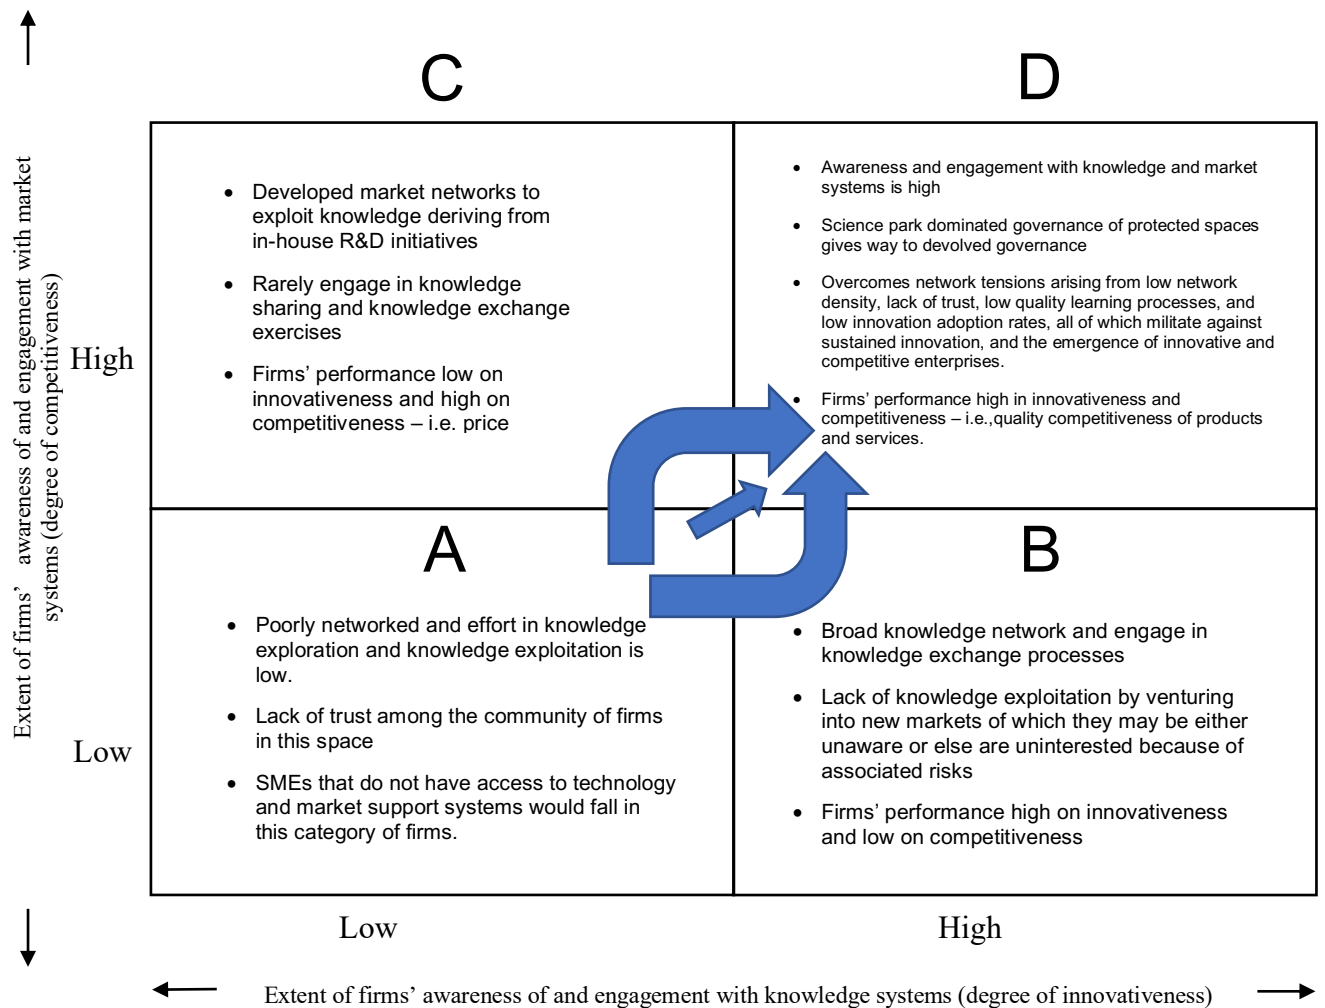 C
D
Extent of firms’ awareness of and engagement with market
systems (degree of competitiveness)
High
• Developed market networks to
exploit knowledge deriving from
in-house R&D initiatives
• Rarely engage in knowledge
sharing and knowledge exchange
exercises
• Firms’ performance low on
innovativeness and high on
competitiveness – i.e. price
• Awareness and engagement with knowledge and market
systems is high
• Science park dominated governance of protected spaces
gives way to devolved governance
• Overcomes network tensions arising from low network
density, lack of trust, low quality learning processes, and
low innovation adoption rates, all of which militate against
sustained innovation, and the emergence of innovative and
competitive enterprises.
• Firms’ performance high in innovativeness and
competitiveness – i.e.,quality competitiveness of products
and services.
A
B
Low
• Poorly networked and effort in knowledge
exploration and knowledge exploitation is
low.
• Lack of trust among the community of firms
in this space
• SMEs that do not have access to technology
and market support systems would fall in
this category of firms.
• Broad knowledge network and engage in
knowledge exchange processes
• Lack of knowledge exploitation by venturing
into new markets of which they may be either
unaware or else are uninterested because of
associated risks
• Firms’ performance high on innovativeness
and low on competitiveness
Low
High
Extent of firms’ awareness of and engagement with knowledge systems (degree of innovativeness)